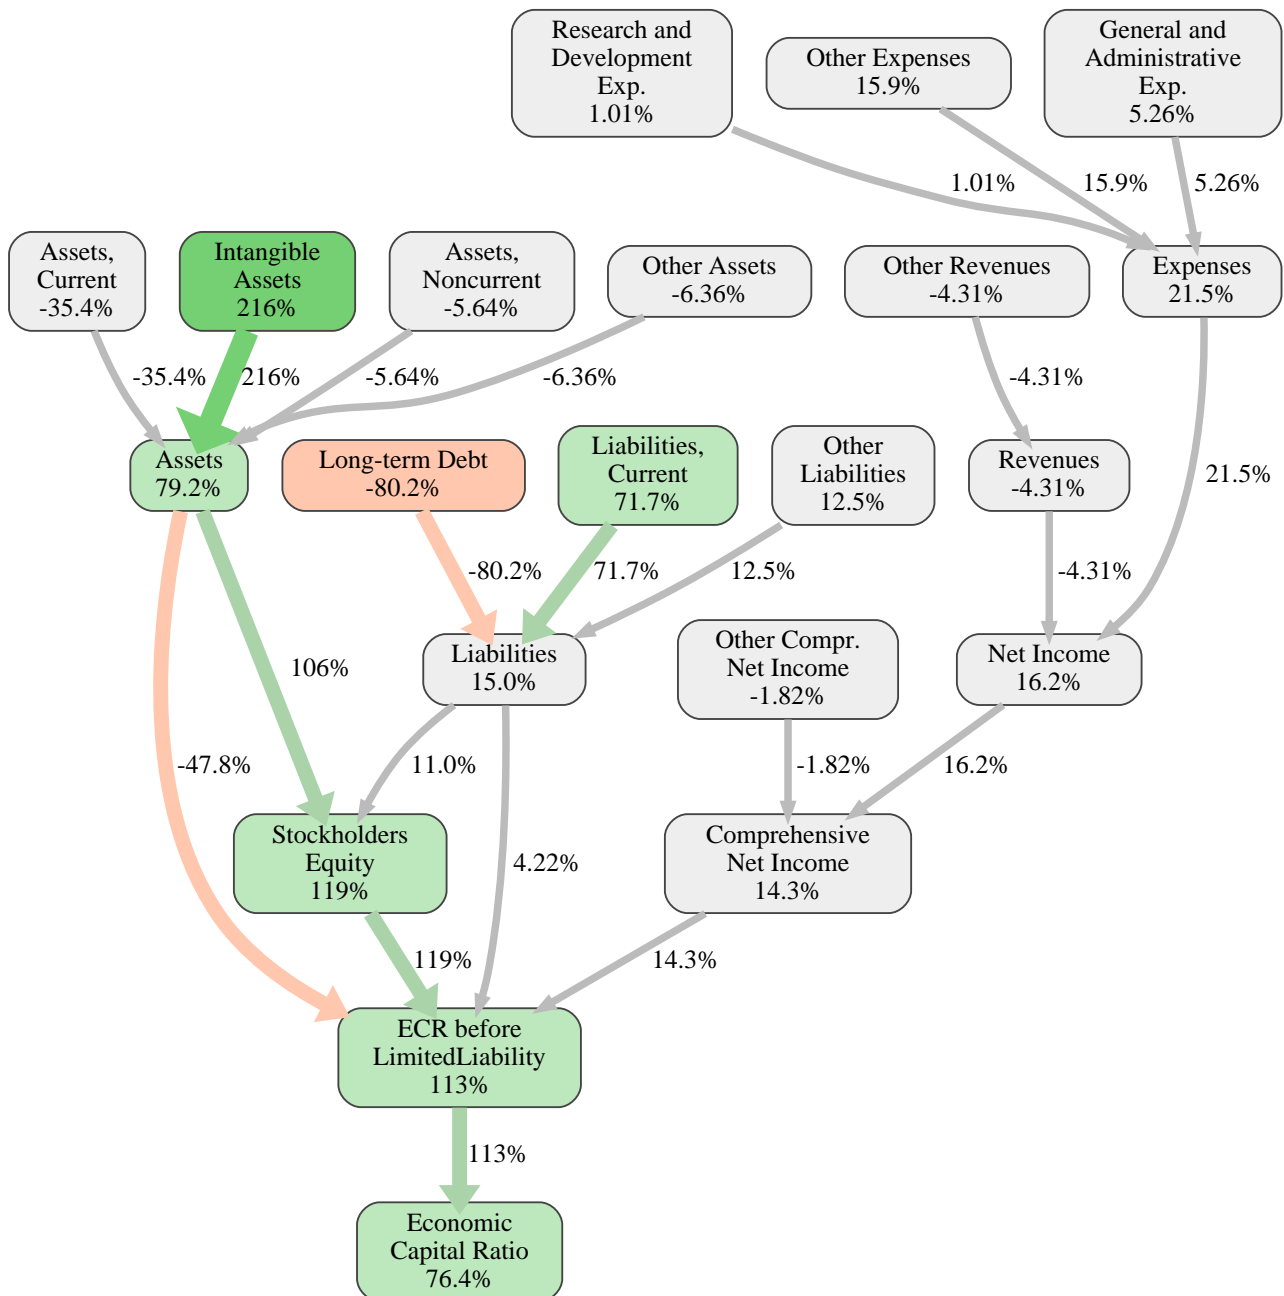 Research and
Development
Exp.
1.01%
Other Expenses
15.9%
General and
Administrative
Exp.
5.26%
1.01%
15.9%
5.26%
Assets,
Current
-35.4%
Intangible
Assets
216%
Assets,
Noncurrent
-5.64%
Other Assets
-6.36%
Other Revenues
-4.31%
Expenses
21.5%
-35.4%
216%
-5.64%
-6.36%
-4.31%
Assets
79.2%
Long-term Debt
-80.2%
Liabilities,
Current
71.7%
Other
Liabilities
12.5%
Revenues
-4.31%
21.5%
-80.2%
71.7%
12.5%
-4.31%
106%
Liabilities
15.0%
Other Compr.
Net Income
-1.82%
Net Income
16.2%
-47.8%
11.0%
-1.82%
16.2%
Stockholders
Equity
119%
4.22%
Comprehensive
Net Income
14.3%
119%
14.3%
ECR before
LimitedLiability
113%
113%
Economic
Capital Ratio
76.4%